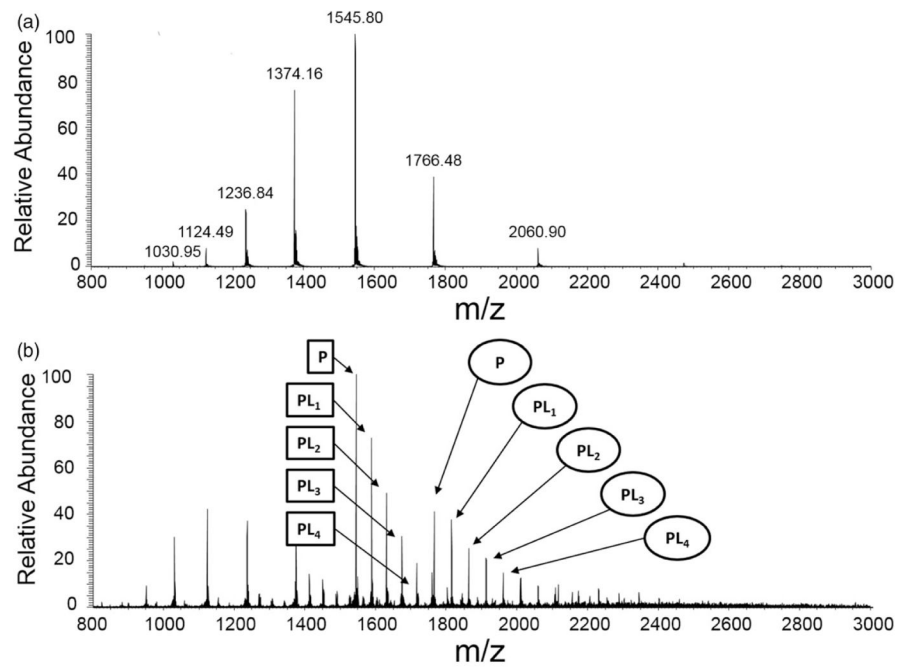 (a)
1545.80
100
1374.16
80
60
1766.48
40
1236.84
1124.49
20
1030.95
2060.90
0
800 1000 1200 1400 1600 1800 2000 2200 2400 2600 2800 3000
Relative Abundance
m/z
(b)
P
P
100
PL₁
PL₁
80
PL₂
PL₂
60
PL₃
PL₃
40
PL₄
PL₄
20
0
800 1000 1200 1400 1600 1800 2000 2200 2400 2600 2800 3000
Relative Abundance
m/z